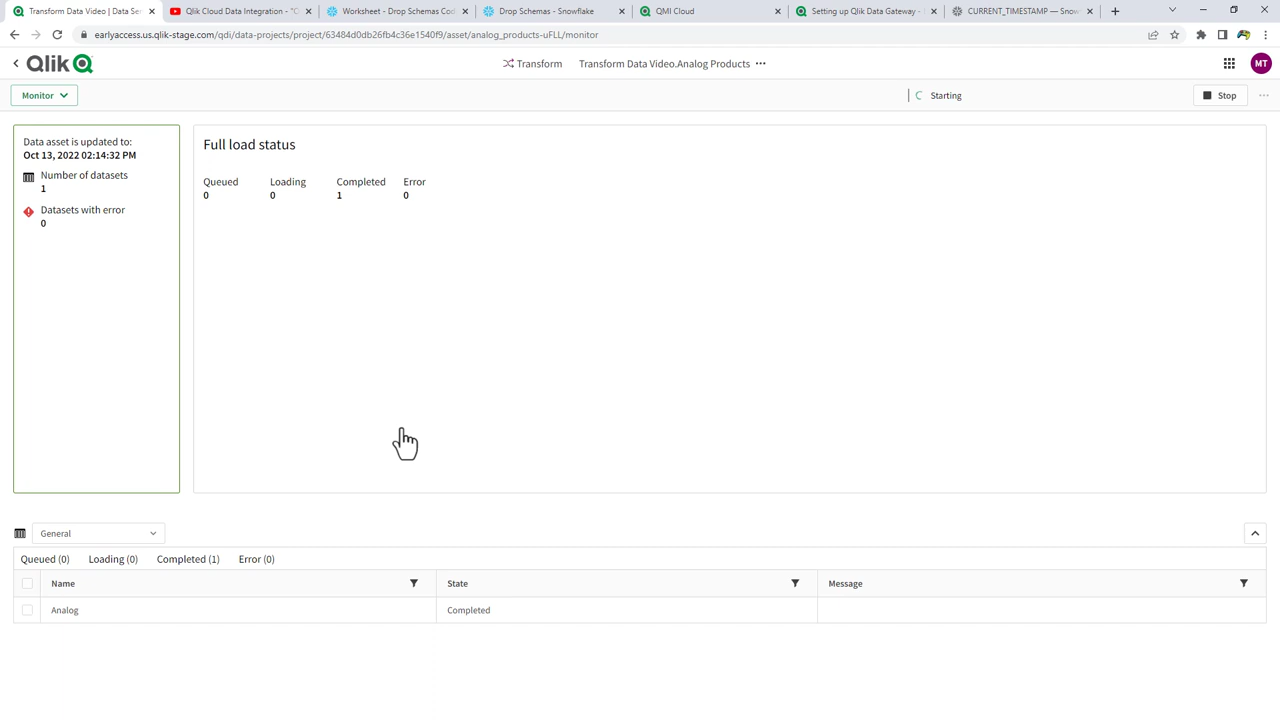 Transform Data Video | Data Se
Qlik Cloud Data Integration - "C
Worksheet - Drop Schemas Cod
Drop Schemas - Snowflake
QMI Cloud
Setting up Qlik Data Gateway -
CURRENT_TIMESTAMP — Snow
earlyaccess.us.qlik-stage.com/qdi/data-projects/project/63484d0db26fb4c36e1540f9/asset/analog_products-uFLL/monitor
Qlik
Transform
Transform Data Video.Analog Products
MT
Monitor
Starting
Stop
Data asset is updated to:
Oct 13, 2022 02:14:32 PM
Number of datasets
1
Datasets with error
0
Full load status
Queued Loading Completed Error
0 0 1 0
General
Queued (0) Loading (0) Completed (1) Error (0)
Name State Message
Analog Completed